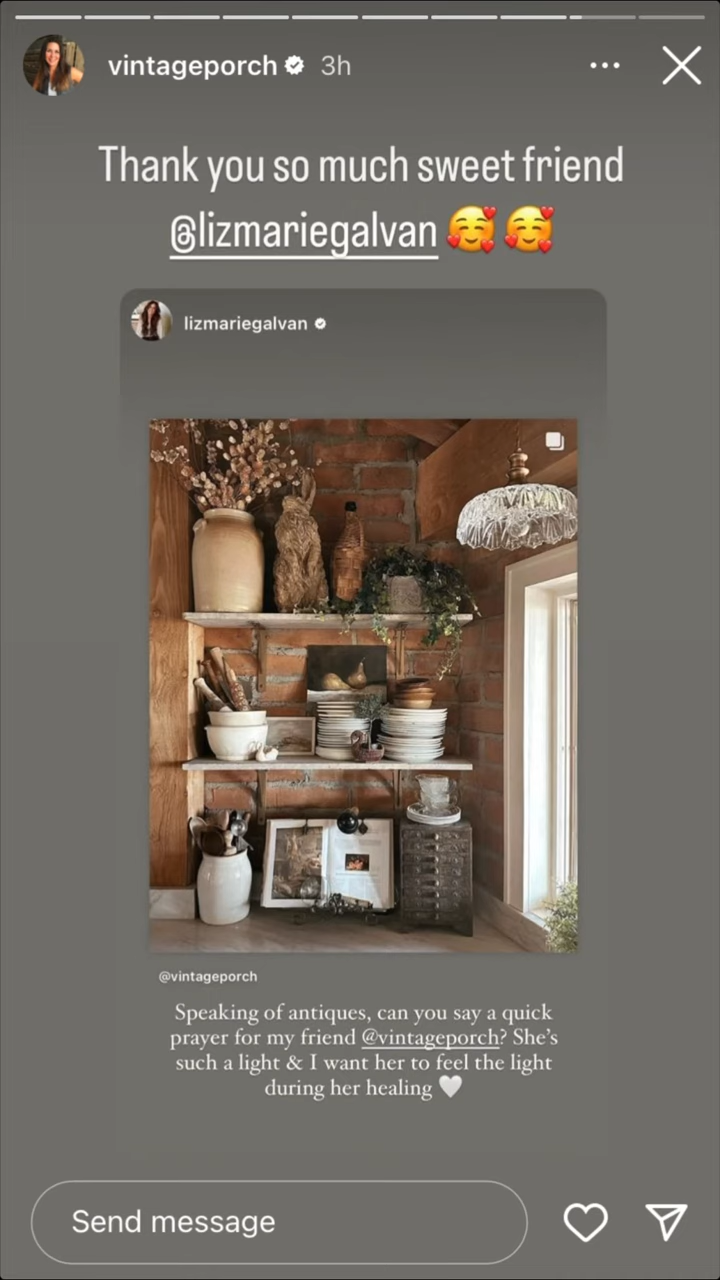 vintageporch 3h
Thank you so much sweet friend
@lizmariegalvan 🥰 🥰
lizmariegalvan
@vintageporch
Speaking of antiques, can you say a quick
prayer for my friend @vintageporch? She's
such a light & I want her to feel the light
during her healing 🤍
Send message